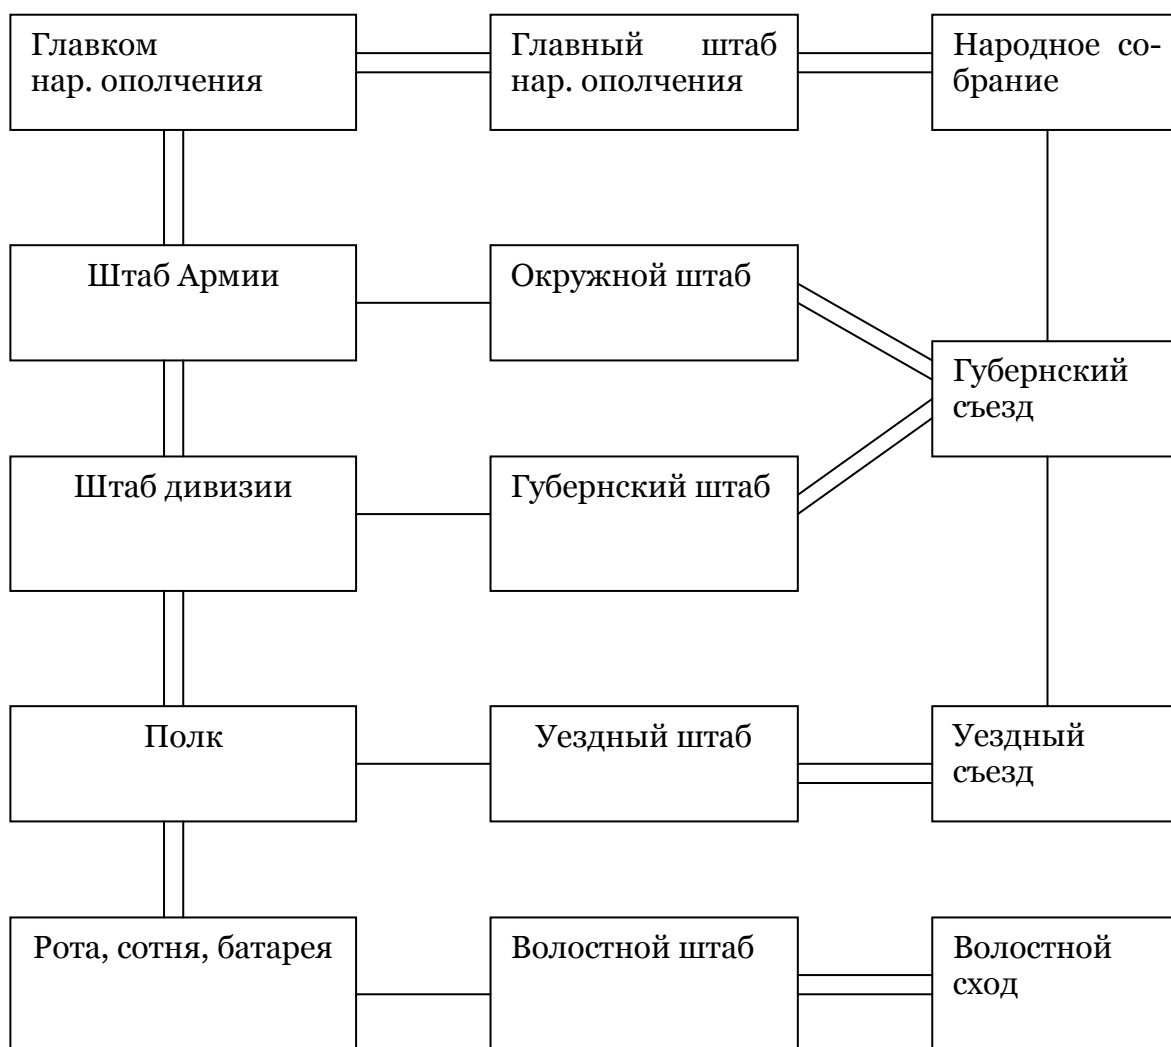 Главком
нар. ополчения
Главный штаб
нар. ополчения
Народное со-
брание
Штаб Армии
Окружной штаб
Губернский
съезд
Штаб дивизии
Губернский штаб
Полк
Уездный штаб
Уездный
съезд
Рота, сотня, батарея
Волостной штаб
Волостной
сход